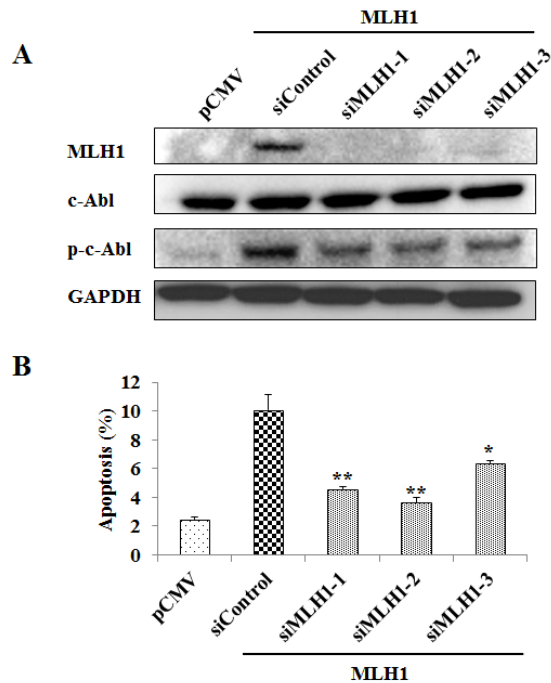 MLH1
A
pCMV
siControl
siMLH1-1
siMLH1-2
siMLH1-3
MLH1
c-Abl
p-c-Abl
GAPDH
B
Apoptosis (%)
12
10
8
6
4
2
0
**
**
*
pCMV
siControl
siMLH1-1
siMLH1-2
siMLH1-3
MLH1